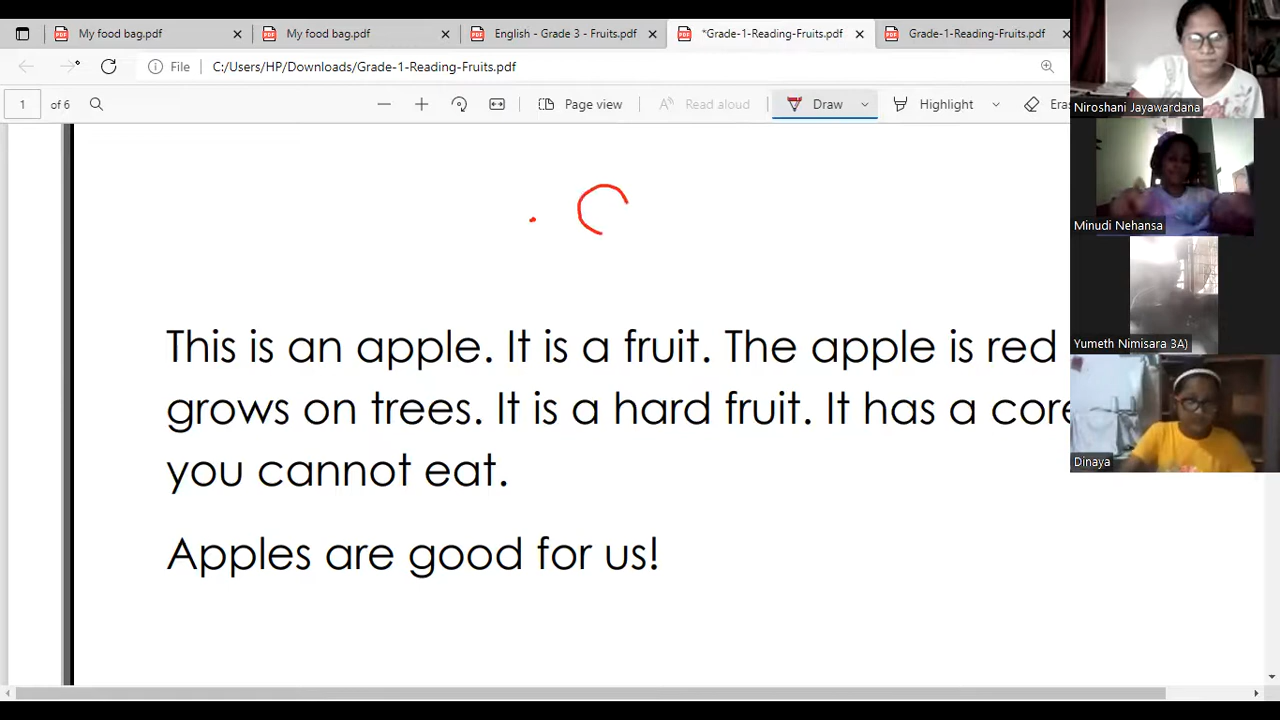 My food bag.pdf
My food bag.pdf
English - Grade 3 - Fruits.pdf
*Grade-1-Reading-Fruits.pdf
Grade-1-Reading-Fruits.pdf
File C:/Users/HP/Downloads/Grade-1-Reading-Fruits.pdf
1 of 6 Page view Read aloud Draw Highlight
This is an apple. It is a fruit. The apple is red
grows on trees. It is a hard fruit. It has a core
you cannot eat.
Apples are good for us!
Niroshani Jayawardana
Minudi Nehansa
Yumeth Nimisara 3A)
Dinaya